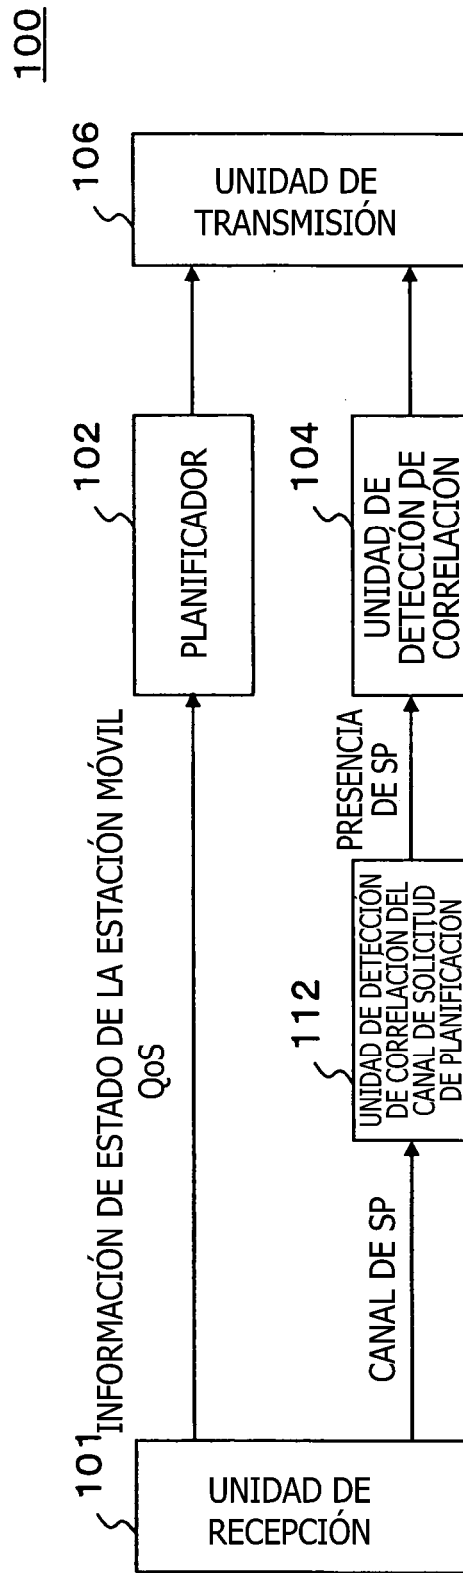 100
101
UNIDAD DE
RECEPCIÓN
INFORMACIÓN DE ESTADO DE LA ESTACIÓN MÓVIL
QoS
102
PLANIFICADOR
106
UNIDAD DE
TRANSMISIÓN
CANAL DE SP
112
UNIDAD DE DETECCIÓN
DE CORRELACIÓN DEL
CANAL DE SOLICITUD
DE PLANIFICACIÓN
PRESENCIA
DE SP
104
UNIDAD DE
DETECCIÓN DE
CORRELACIÓN